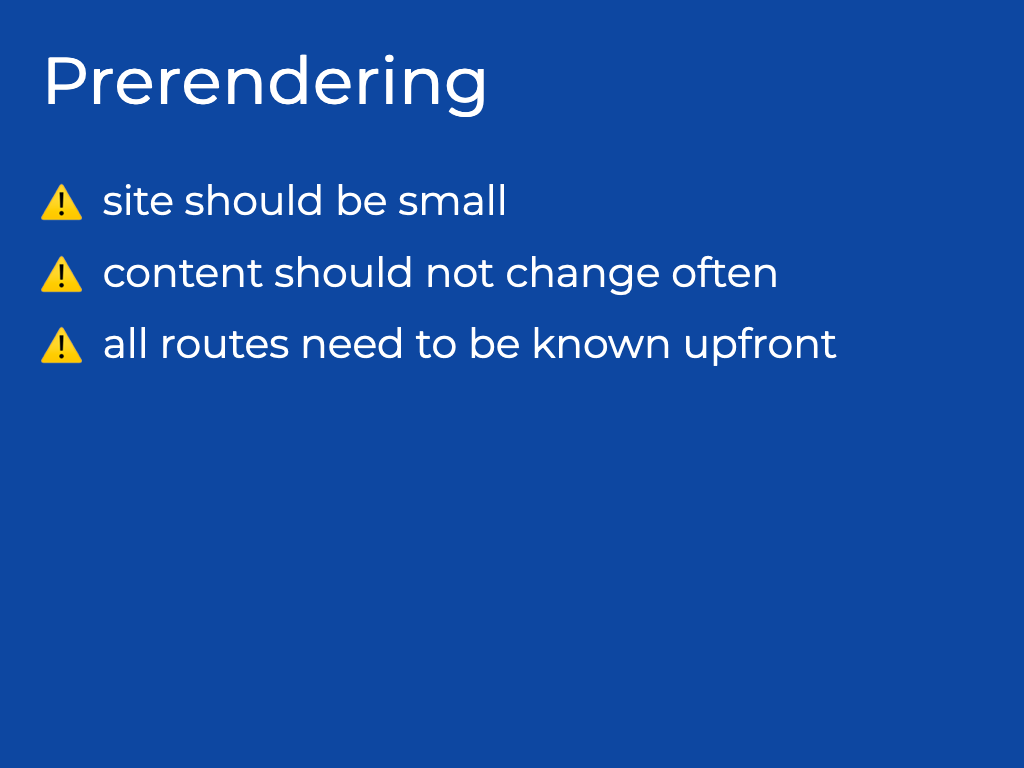 Prerendering
⚠️ site should be small
⚠️ content should not change often
⚠️ all routes need to be known upfront